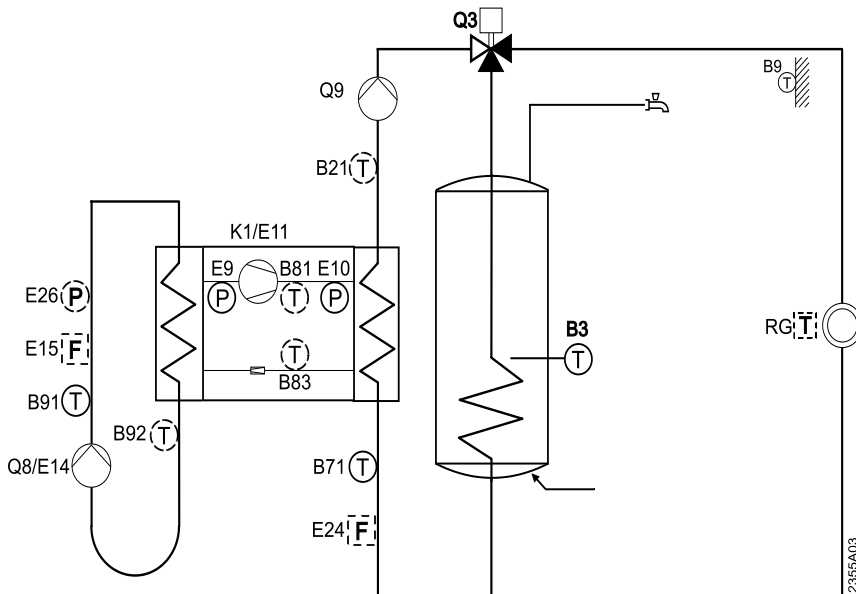 Q3
B9
T
Q9
B21 T
K1/E11
E9 B81 E10
P T P
E26 P
B3
RG T
E15 F
T
T
B83
B91 T
B92 T
Q8/E14
B71 T
E24 F
2355A03